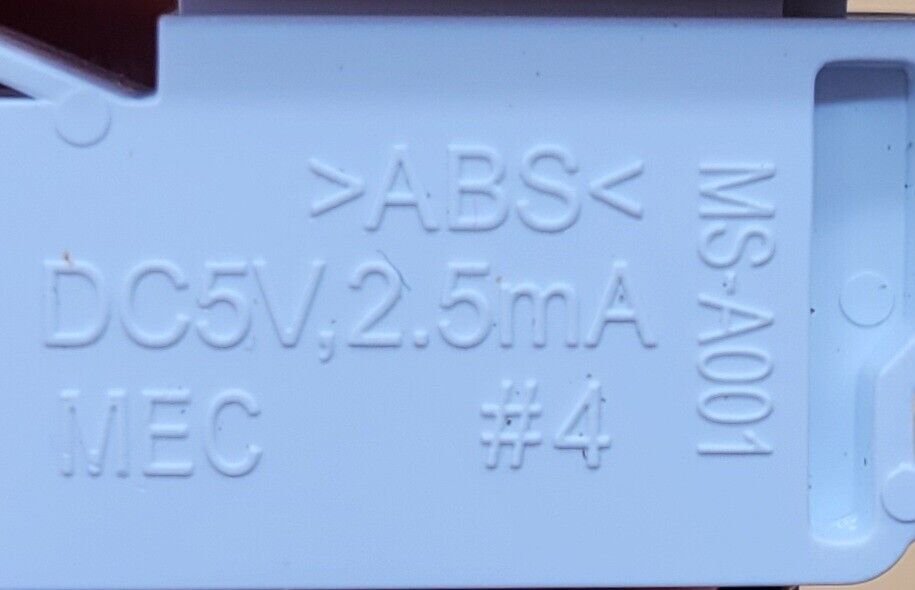 >ABS<
DC5V,2.5mA
MEC #4
MS-A001